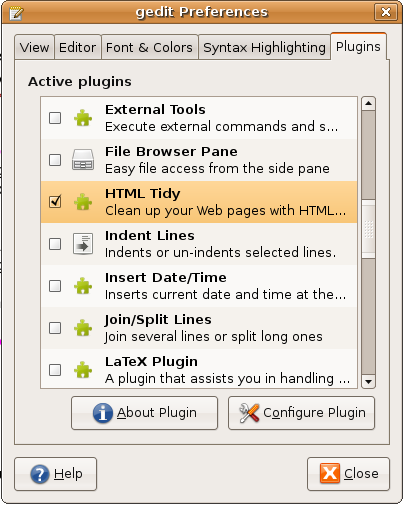 gedit Preferences
View Editor Font & Colors Syntax Highlighting Plugins
Active plugins
External Tools
Execute external commands and s...
File Browser Pane
Easy file access from the side pane
HTML Tidy
Clean up your Web pages with HTML...
Indent Lines
Indents or un-indents selected lines.
Insert Date/Time
Inserts current date and time at the...
Join/Split Lines
Join several lines or split long ones
LaTeX Plugin
A plugin that assists you in handling ...
About Plugin Configure Plugin
Help Close